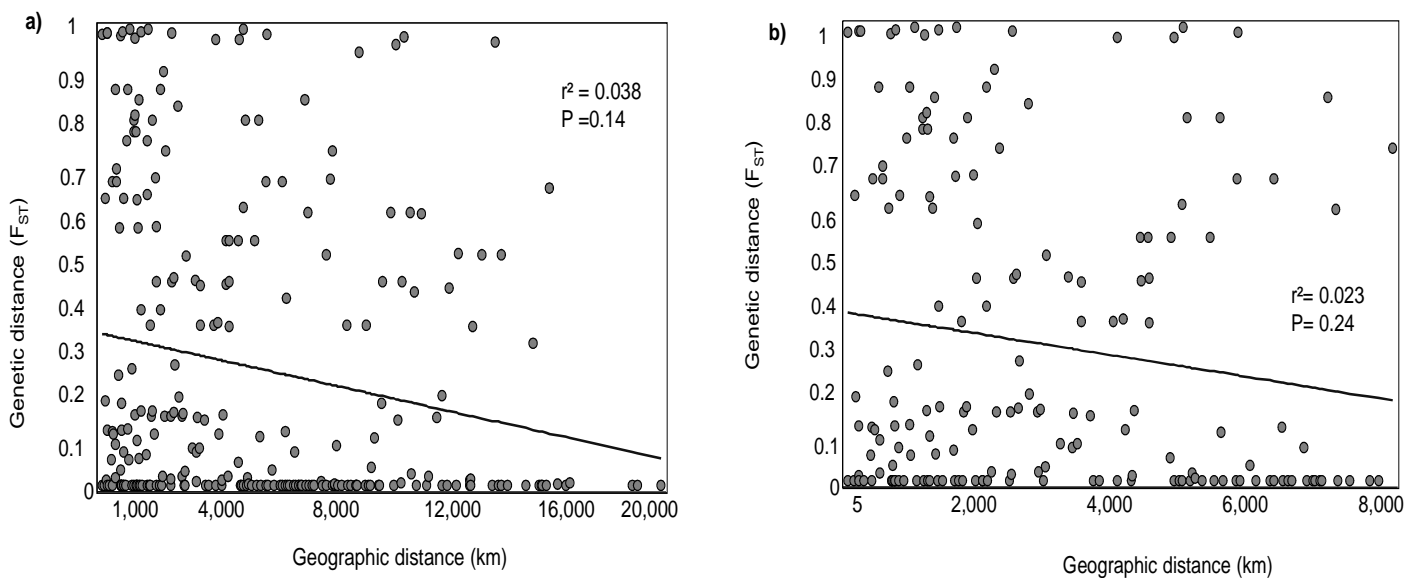 a)
1
0.9
0.8
0.7
0.6
0.5
0.4
0.3
0.2
0.1
0
Genetic distance (FST)
r² = 0.038
P =0.14
1,000 4,000 8,000 12,000 16,000 20,000
Geographic distance (km)
b)
1
0.9
0.8
0.7
0.6
0.5
0.4
0.3
0.2
0.1
0
Genetic distance (FST)
r²= 0.023
P= 0.24
5 2,000 4,000 6,000 8,000
Geographic distance (km)